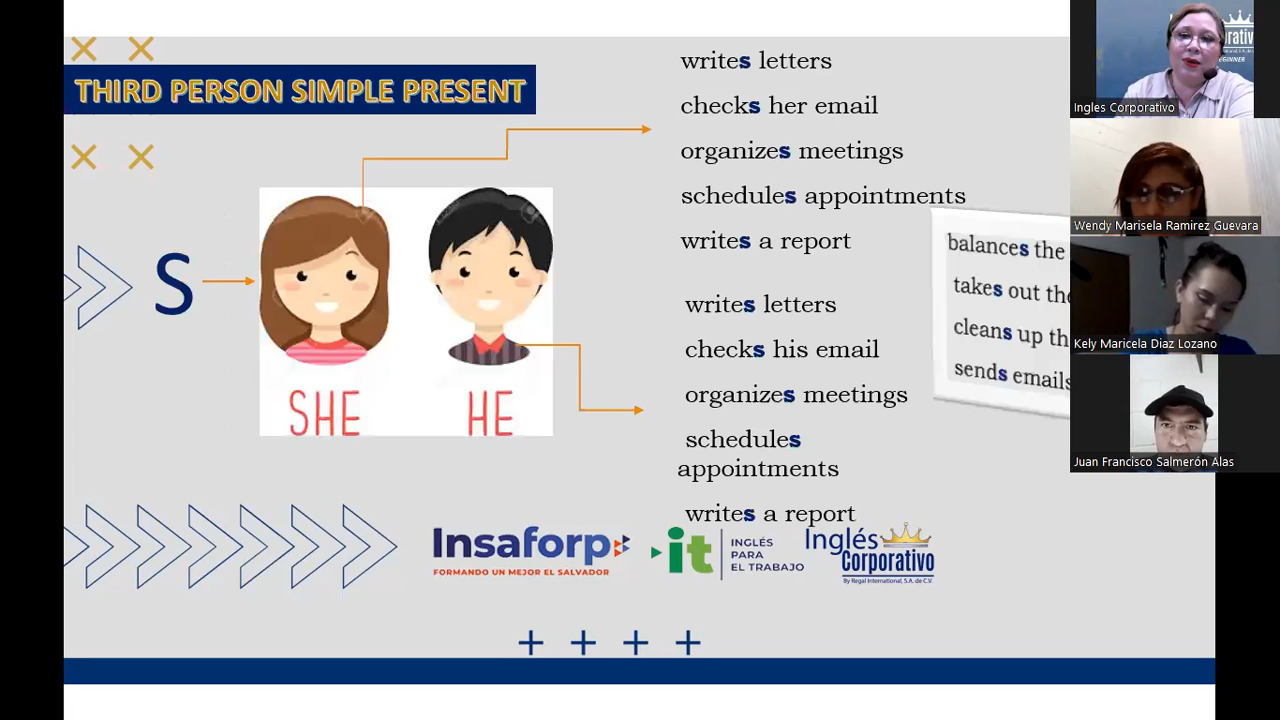 THIRD PERSON SIMPLE PRESENT
S
SHE
HE
writes letters
checks her email
organizes meetings
schedules appointments
writes a report
writes letters
checks his email
organizes meetings
schedules
appointments
writes a report
balances the
takes out the
cleans up th
sends emails
Insaforp
FORMANDO UN MEJOR EL SALVADOR
it
INGLÉS
PARA
EL TRABAJO
Inglés
Corporativo
By Regal International, S.A. de C.V.
Ingles Corporativo
Wendy Marisela Ramirez Guevara
Kely Maricela Diaz Lozano
Juan Francisco Salmerón Alas